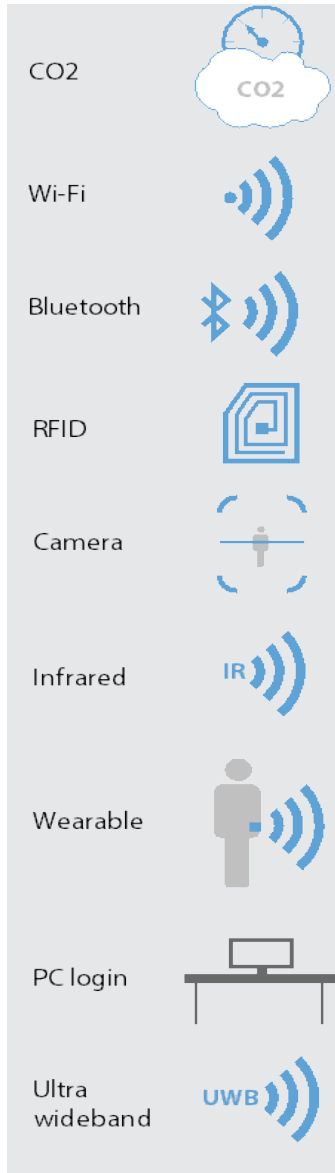 CO2
CO2
Wi-Fi
Bluetooth
RFID
Camera
Infrared
IR
Wearable
PC login
Ultra
wideband
UWB